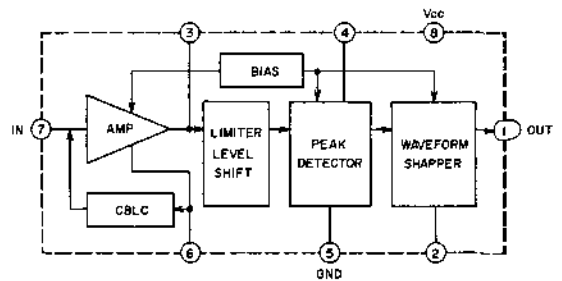 Vcc
3
4
8
BIAS
IN
7
AMP
LIMITER
LEVEL
SHIFT
PEAK
DETECTOR
WAVEFORM
SHAPPER
1
OUT
CBLC
6
5
2
GND